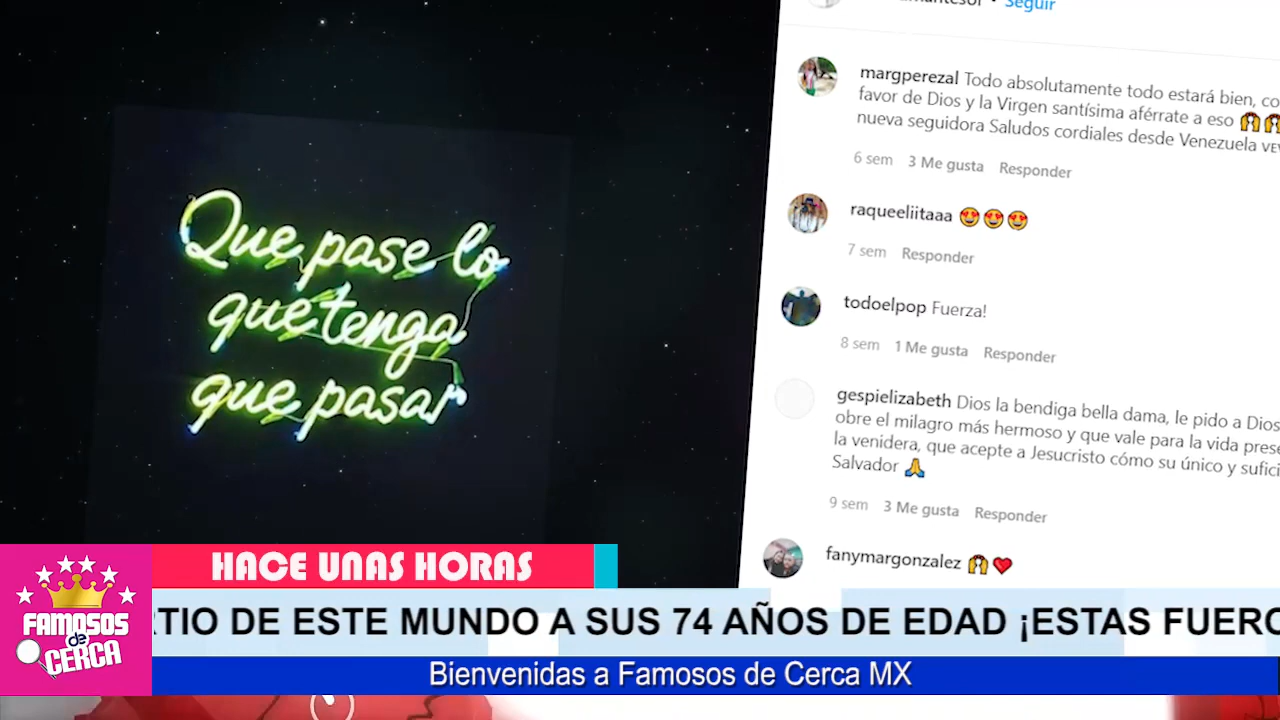 Seguir
margperezal Todo absolutamente todo estará bien, co
favor de Dios y la Virgen santísima aférrate a eso
nueva seguidora Saludos cordiales desde Venezuela
6 sem 3 Me gusta Responder
raqueeliitaaa
7 sem Responder
todoelpop Fuerza!
8 sem 1 Me gusta Responder
gespielizabeth Dios la bendiga bella dama, le pido a Dios
obre el milagro más hermoso y que vale para la vida prese
la venidera, que acepte a Jesucristo cómo su único y sufici
Salvador
9 sem 3 Me gusta Responder
fanymargonzalez
Que pase lo
que tenga
que pasar
HACE UNAS HORAS
RTIO DE ESTE MUNDO A SUS 74 AÑOS DE EDAD ¡ESTAS FUERO
Bienvenidas a Famosos de Cerca MX
FAMOSOS
de
CERCA